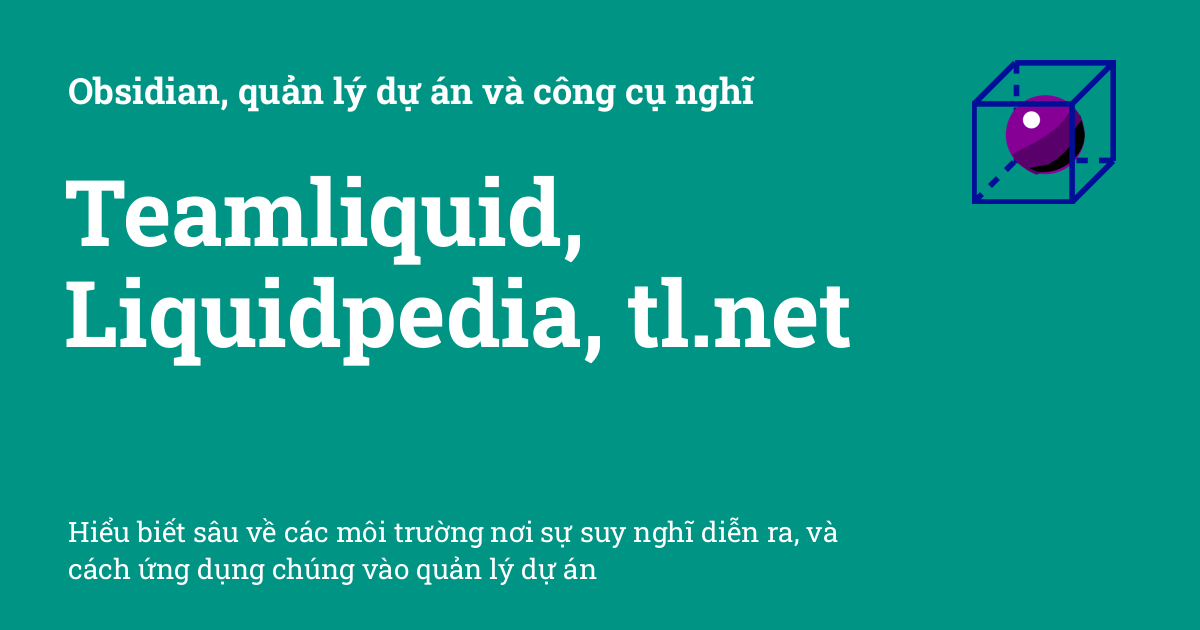 Obsidian, quản lý dự án và công cụ nghĩ
Teamliquid,
Liquidpedia, tl.net
Hiểu biết sâu về các môi trường nơi sự suy nghĩ diễn ra, và
cách ứng dụng chúng vào quản lý dự án